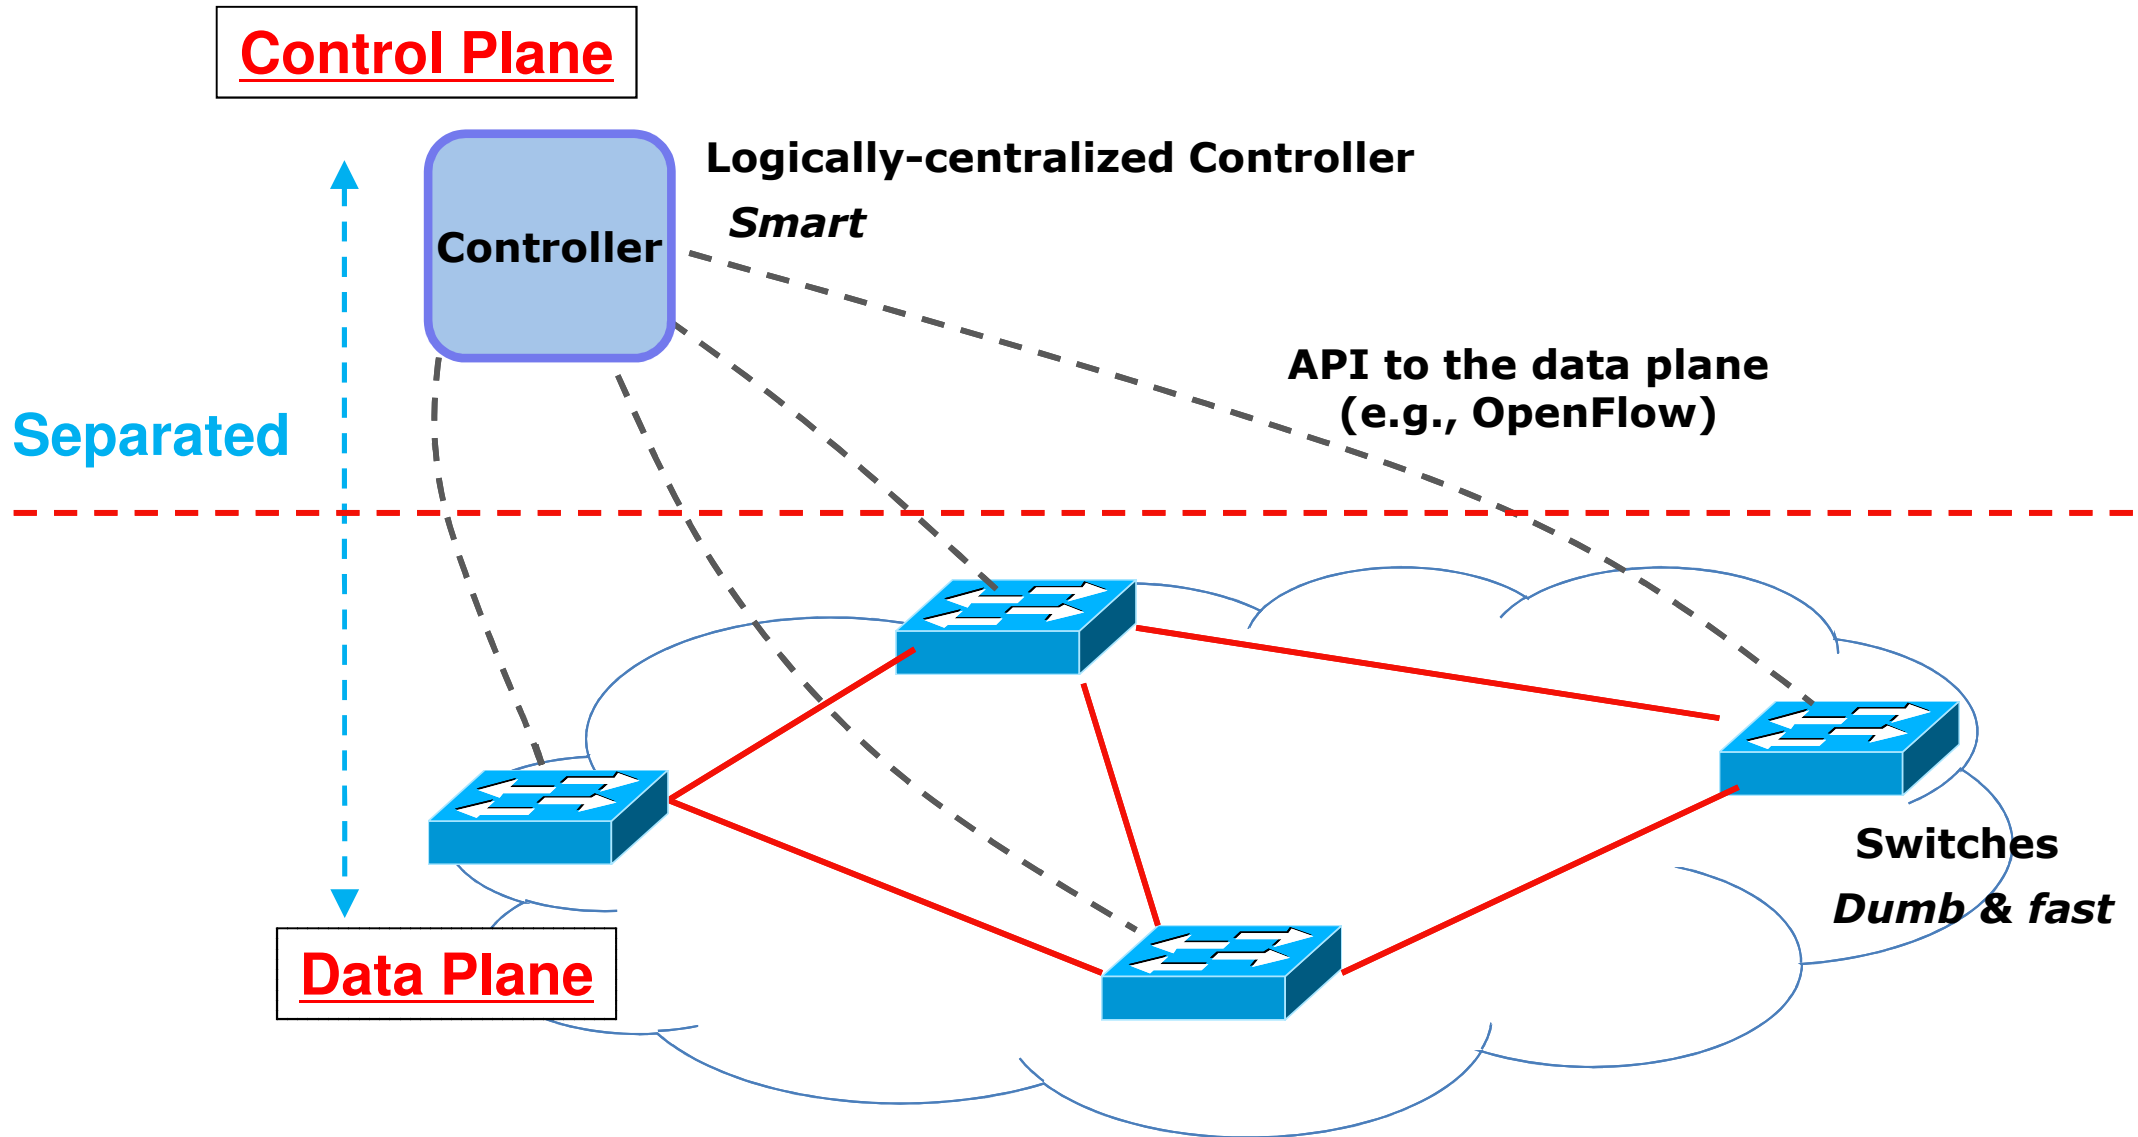 Control Plane
Logically-centralized Controller
Smart
Controller
API to the data plane
(e.g., OpenFlow)
Separated
Switches
Dumb & fast
Data Plane